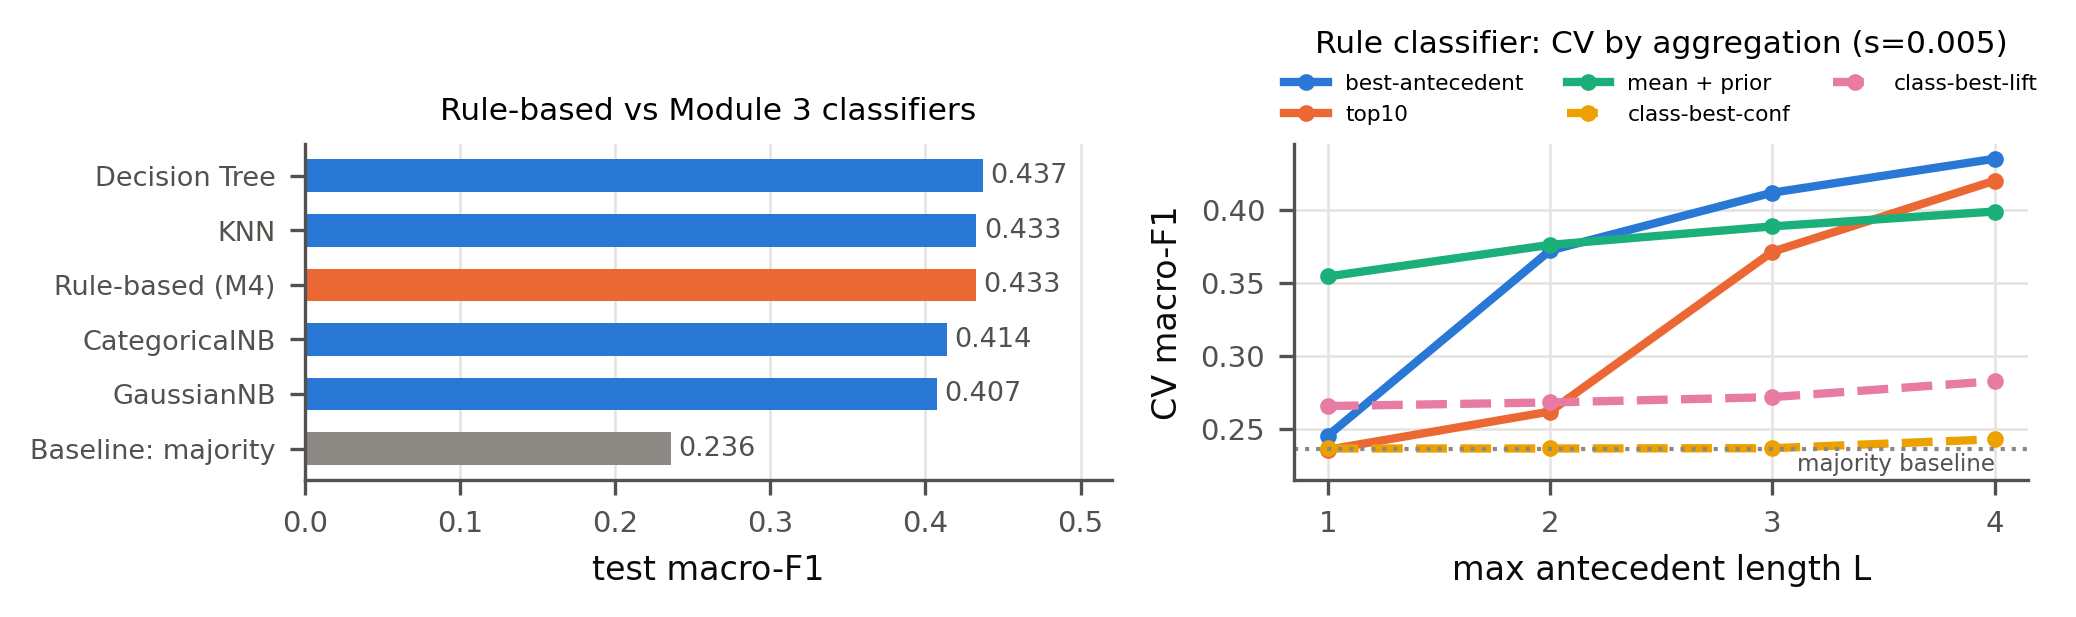 Rule-based vs Module 3 classifiers
Decision Tree
0.437
KNN
0.433
Rule-based (M4)
0.433
CategoricalNB
0.414
GaussianNB
0.407
Baseline: majority
0.236
0.0 0.1 0.2 0.3 0.4 0.5
test macro-F1
Rule classifier: CV by aggregation (s=0.005)
best-antecedent mean + prior class-best-lift
top10 class-best-conf
CV macro-F1
0.40
0.35
0.30
0.25
majority baseline
1 2 3 4
max antecedent length L